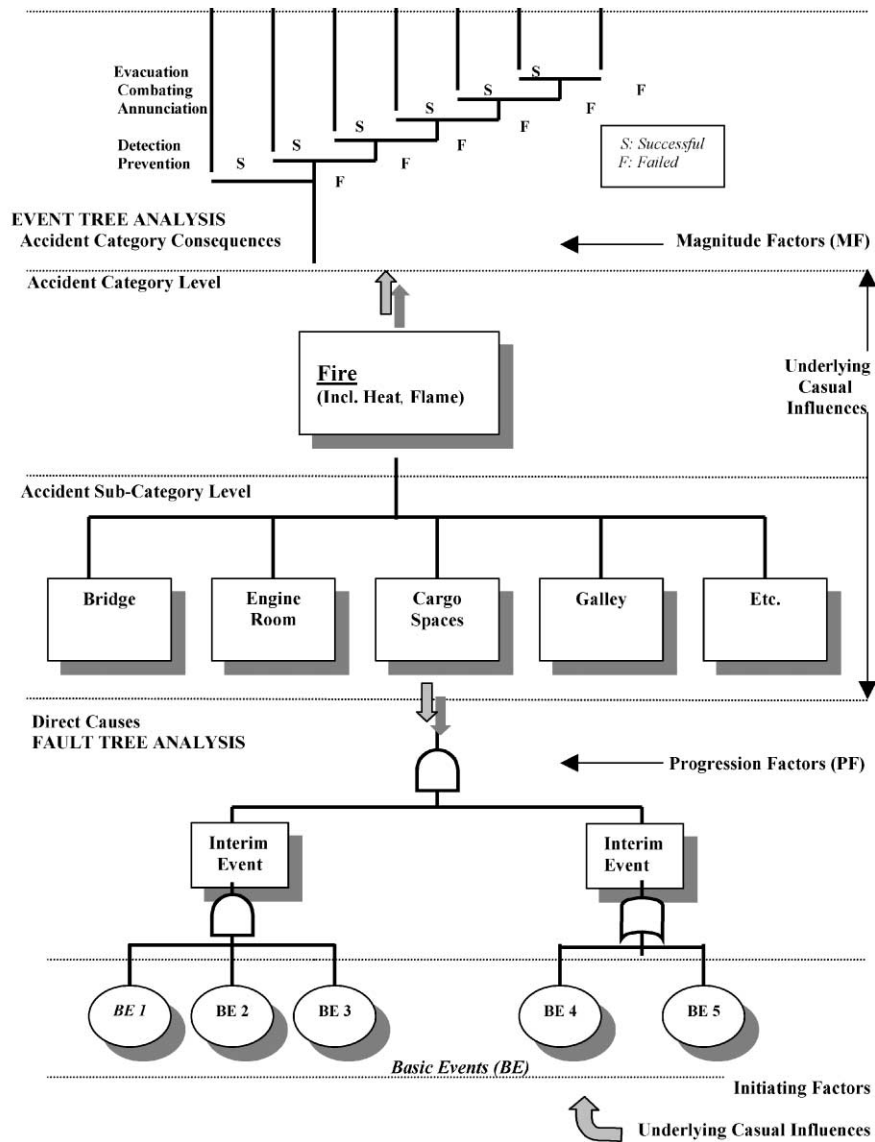 Evacuation
Combating
Annunciation
Detection
Prevention
S
S
S
S
S
S
F
F
F
F
F
F
S: Successful
F: Failed
EVENT TREE ANALYSIS
Accident Category Consequences
Magnitude Factors (MF)
Accident Category Level
Fire
(Incl. Heat, Flame)
Underlying
Casual
Influences
Accident Sub-Category Level
Bridge
Engine
Room
Cargo
Spaces
Galley
Etc.
Direct Causes
FAULT TREE ANALYSIS
Progression Factors (PF)
Interim
Event
Interim
Event
BE 1
BE 2
BE 3
BE 4
BE 5
Basic Events (BE)
Initiating Factors
Underlying Casual Influences